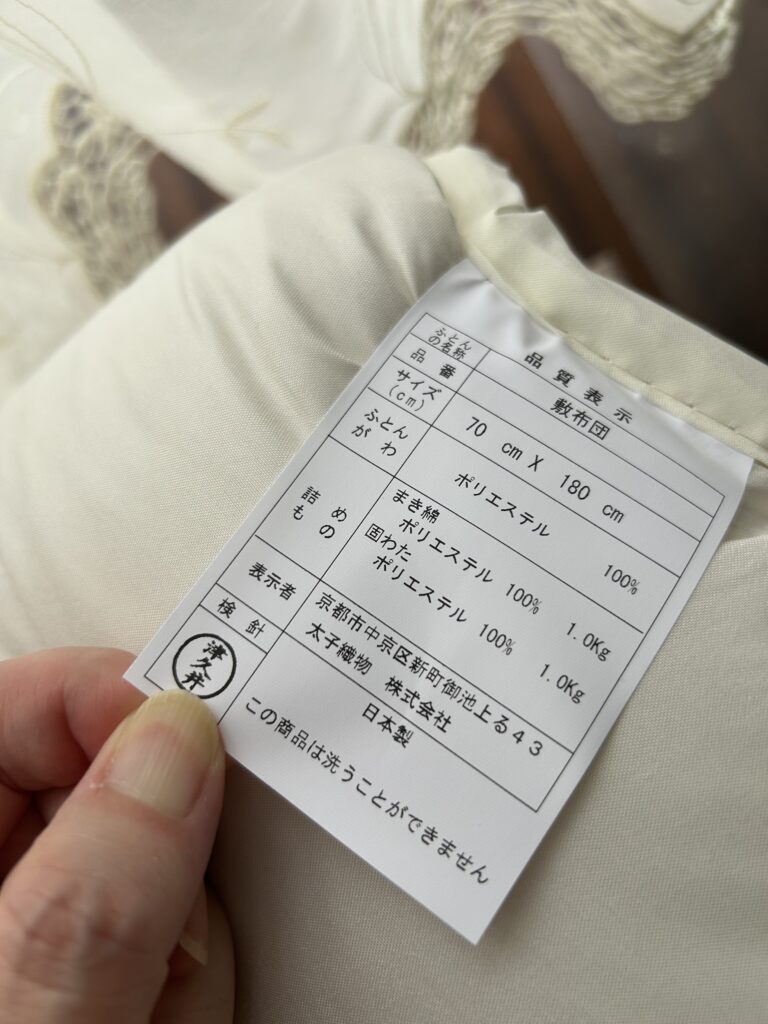 品質表示
ふとんの名称
敷布団
品番
サイズ(cm)
70 cm X 180 cm
ふとんがわ
ポリエステル 100%
詰めもの
まき綿
ポリエステル 100% 1.0Kg
固わた
ポリエステル 100% 1.0Kg
表示者
京都市中京区新町御池上る43
太子織物 株式会社
検針
津久井
日本製
この商品は洗うことができません